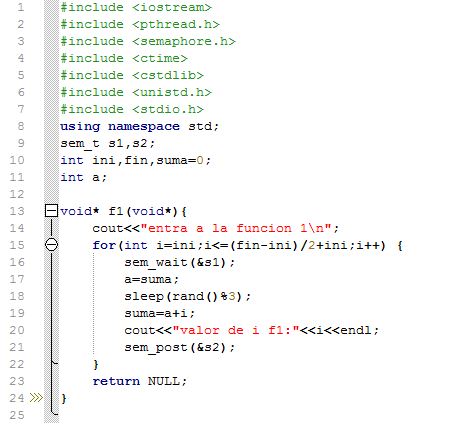 1 #include <iostream>
2 #include <pthread.h>
3 #include <semaphore.h>
4 #include <ctime>
5 #include <cstdlib>
6 #include <unistd.h>
7 #include <stdio.h>
8 using namespace std;
9 sem_t s1,s2;
10 int ini,fin,suma=0;
11 int a;
12
13 void* f1(void*){
14 cout<<"entra a la funcion 1\n";
15 for(int i=ini;i<=(fin-ini)/2+ini;i++) {
16 sem_wait(&s1);
17 a=suma;
18 sleep(rand()%3);
19 suma=a+i;
20 cout<<"valor de i f1:"<<i<<endl;
21 sem_post(&s2);
22 }
23 return NULL;
24 }
25